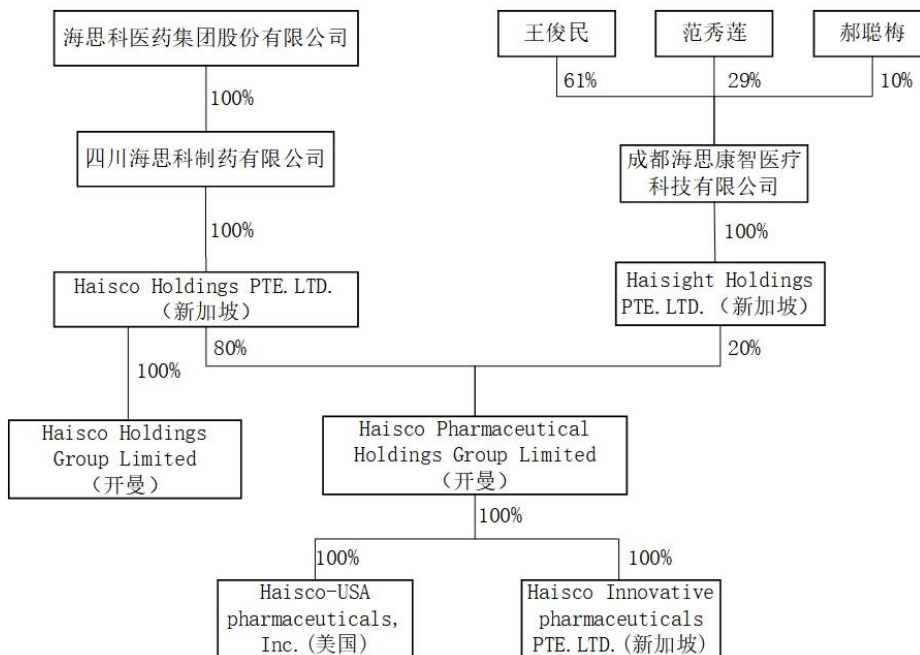 海思科医药集团股份有限公司
王俊民
范秀莲
郝聪梅
100%
61%
29%
10%
四川海思科制药有限公司
成都海思康智医疗
科技有限公司
100%
100%
Haisco Holdings PTE.LTD.
（新加坡）
Haisight Holdings
PTE.LTD.（新加坡）
80%
20%
100%
Haisco Holdings
Group Limited
（开曼）
Haisco Pharmaceutical
Holdings Group Limited
（开曼）
100%
100%
100%
Haisco-USA
pharmaceuticals,
Inc.(美国)
Haisco Innovative
pharmaceuticals
PTE.LTD.(新加坡)